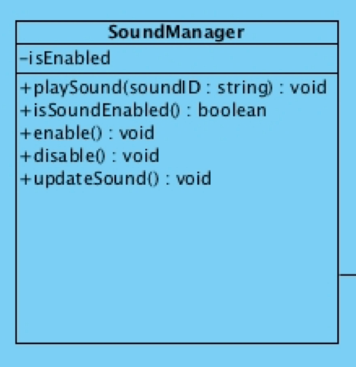 SoundManager
-isEnabled
+playSound(soundID : string) : void
+isSoundEnabled() : boolean
+enable() : void
+disable() : void
+updateSound() : void